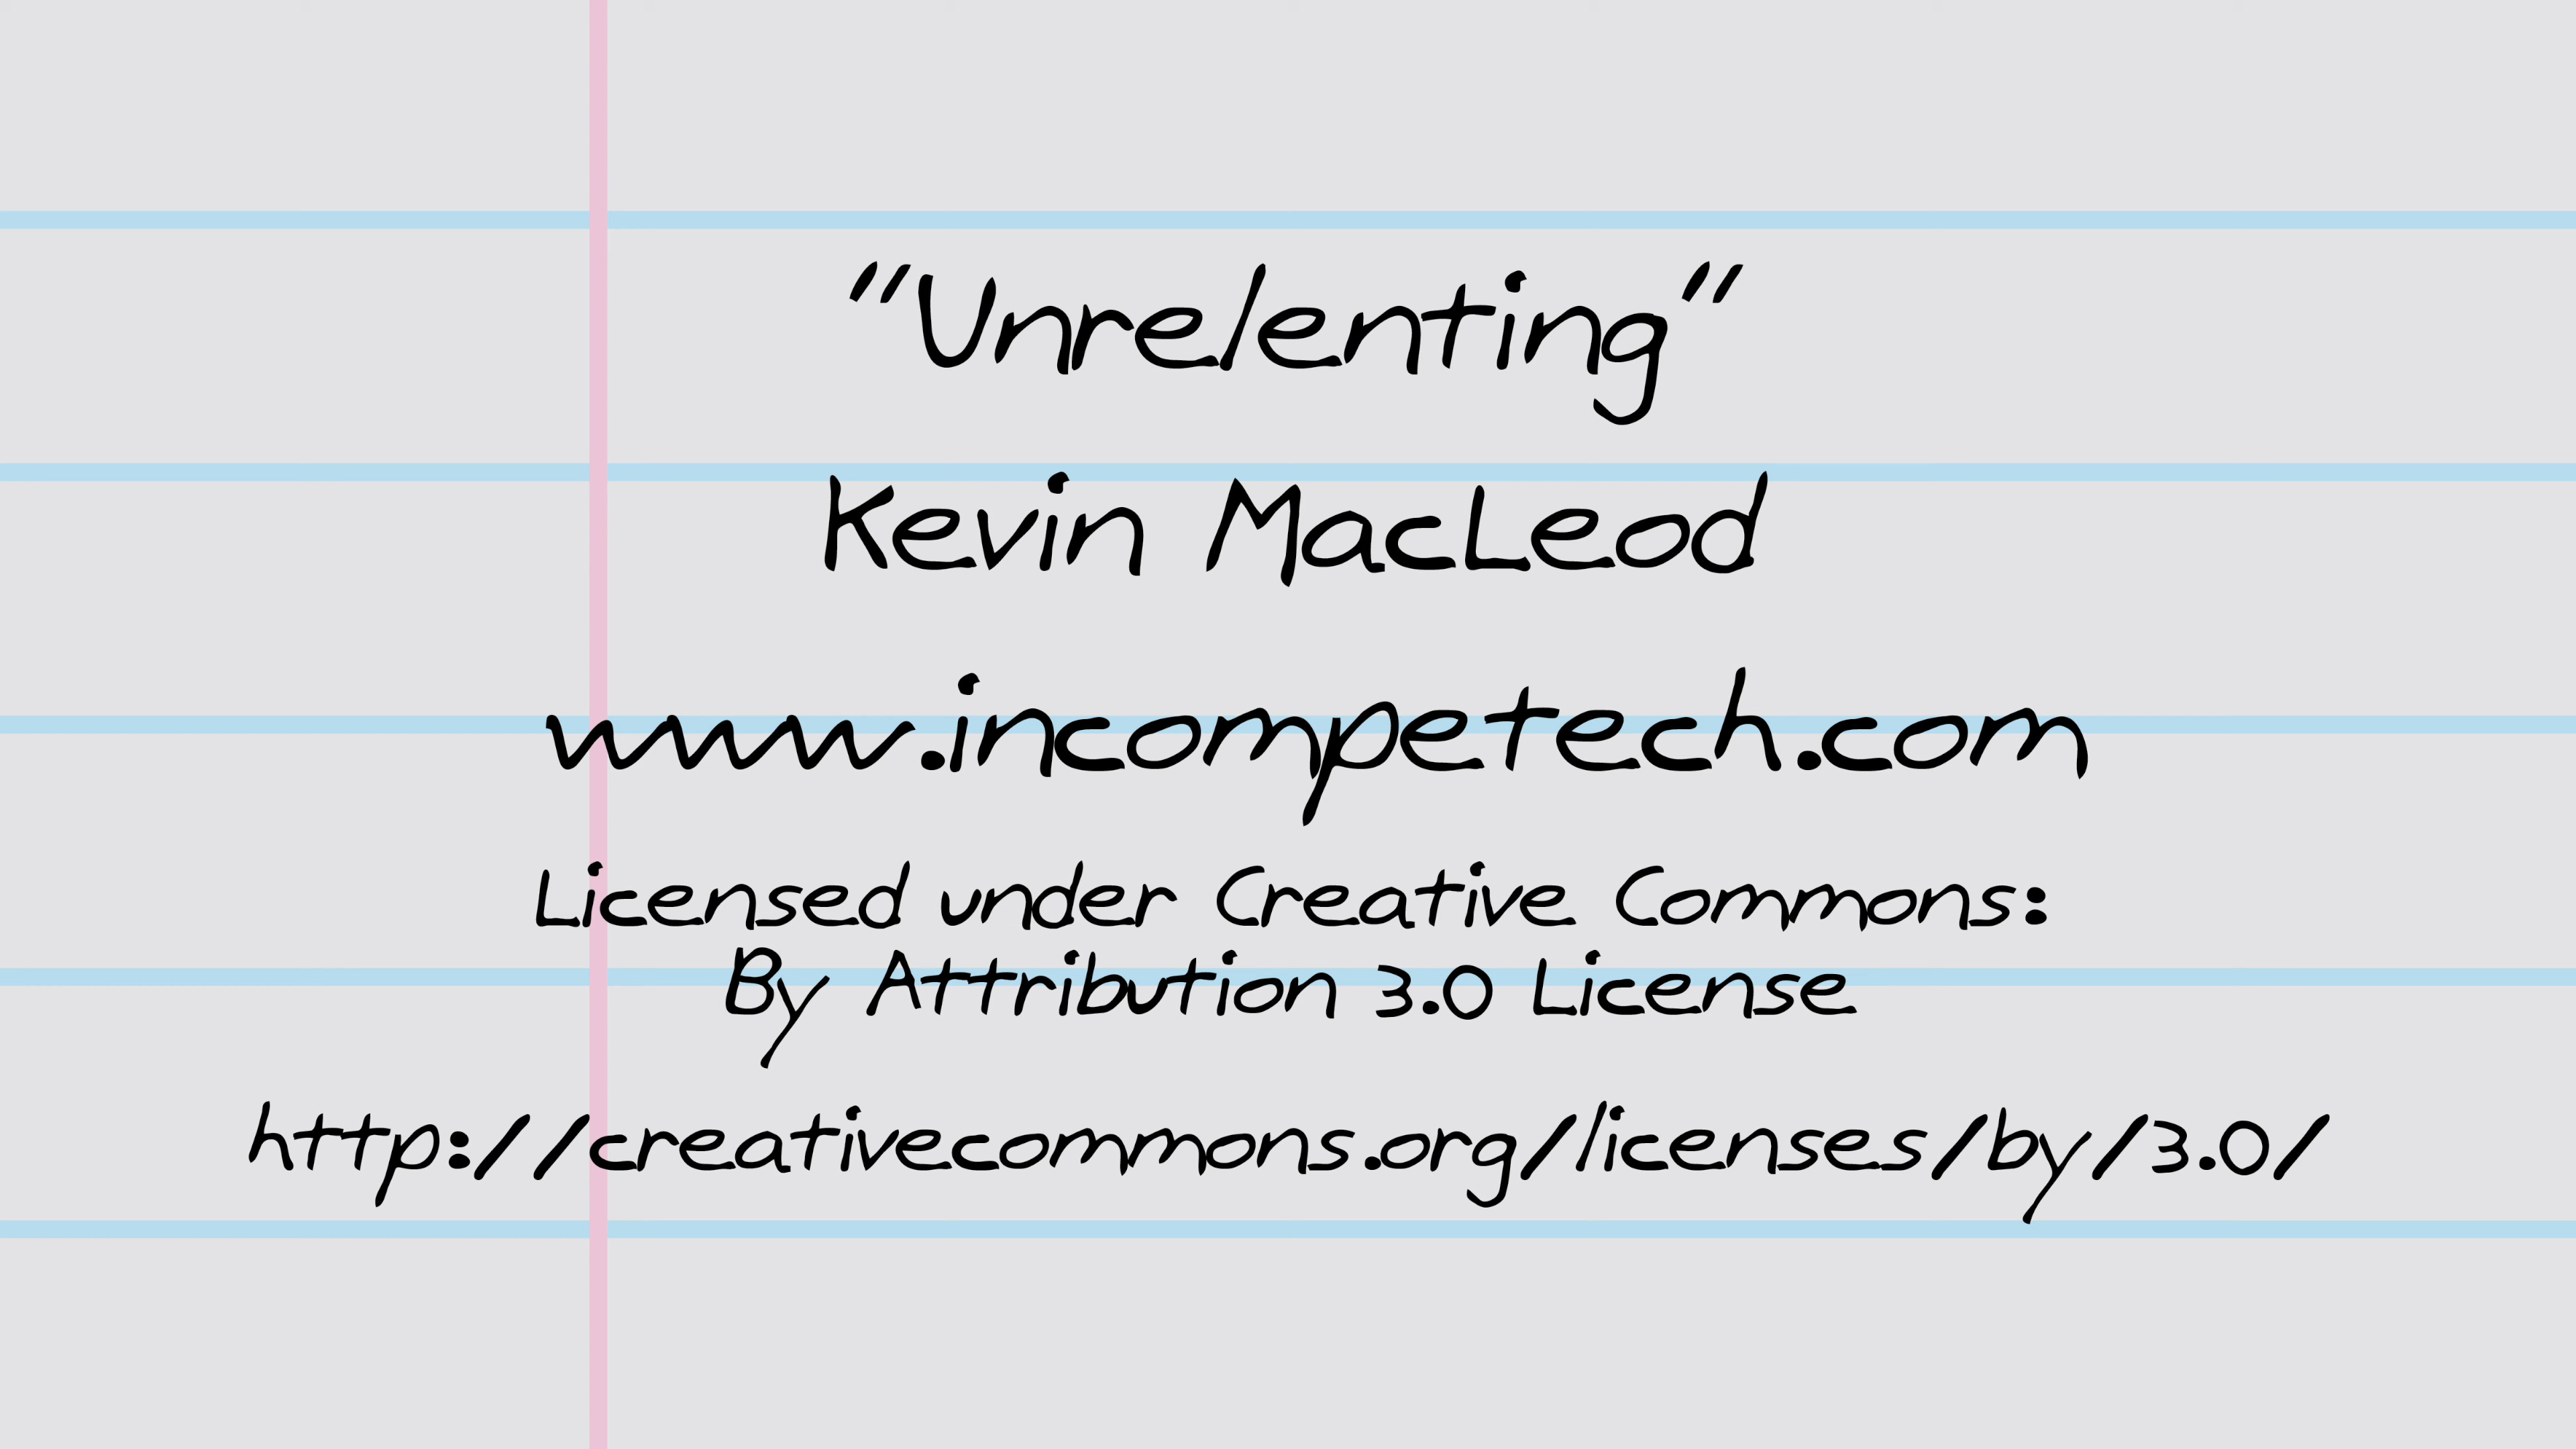 "Unrelenting"
Kevin MacLeod
www.incompetech.com
Licensed under Creative Commons:
By Attribution 3.0 License
http://creativecommons.org/licenses/by/3.0/